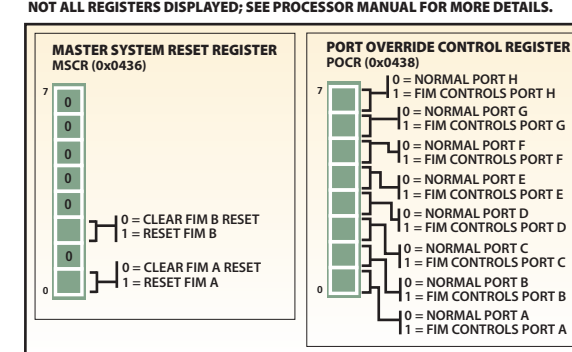 NOT ALL REGISTERS DISPLAYED; SEE PROCESSOR MANUAL FOR MORE DETAILS.
MASTER SYSTEM RESET REGISTER
MSCR (0x0436)
7
0
0
0
0
0
0 = CLEAR FIM B RESET
1 = RESET FIM B
0
0 = CLEAR FIM A RESET
1 = RESET FIM A
0
PORT OVERRIDE CONTROL REGISTER
POCR (0x0438)
7
0 = NORMAL PORT H
1 = FIM CONTROLS PORT H
0 = NORMAL PORT G
1 = FIM CONTROLS PORT G
0 = NORMAL PORT F
1 = FIM CONTROLS PORT F
0 = NORMAL PORT E
1 = FIM CONTROLS PORT E
0 = NORMAL PORT D
1 = FIM CONTROLS PORT D
0 = NORMAL PORT C
1 = FIM CONTROLS PORT C
0 = NORMAL PORT B
1 = FIM CONTROLS PORT B
0
0 = NORMAL PORT A
1 = FIM CONTROLS PORT A